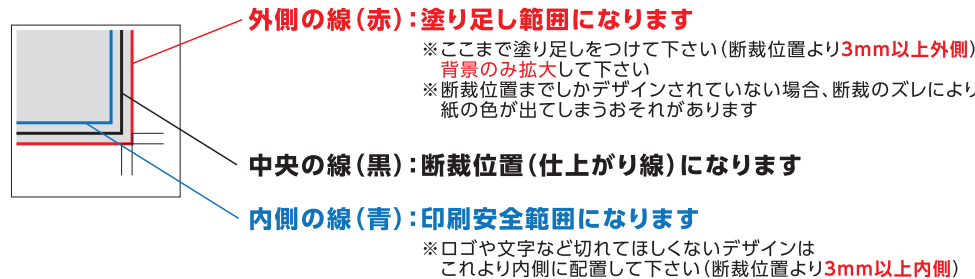 外側の線（赤）：塗り足し範囲になります
※ここまで塗り足しをつけて下さい（断裁位置より3mm以上外側）
背景のみ拡大して下さい
※断裁位置までしかデザインされていない場合、断裁のズレにより
紙の色が出てしまうおそれがあります
中央の線（黒）：断裁位置（仕上がり線）になります
内側の線（青）：印刷安全範囲になります
※ロゴや文字など切れてほしくないデザインは
これより内側に配置して下さい（断裁位置より3mm以上内側）